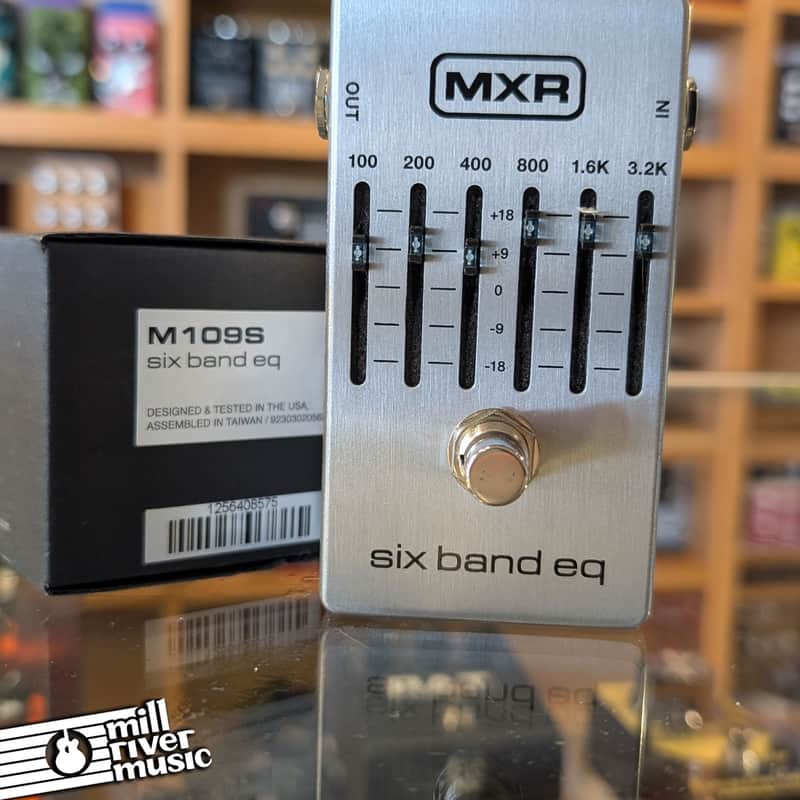 MXR
OUT
IN
100 200 400 800 1.6K 3.2K
+18
+9
0
-9
-18
six band eq
M109S
six band eq
DESIGNED & TESTED IN THE USA,
ASSEMBLED IN TAIWAN /
1256408575
mill
river
music